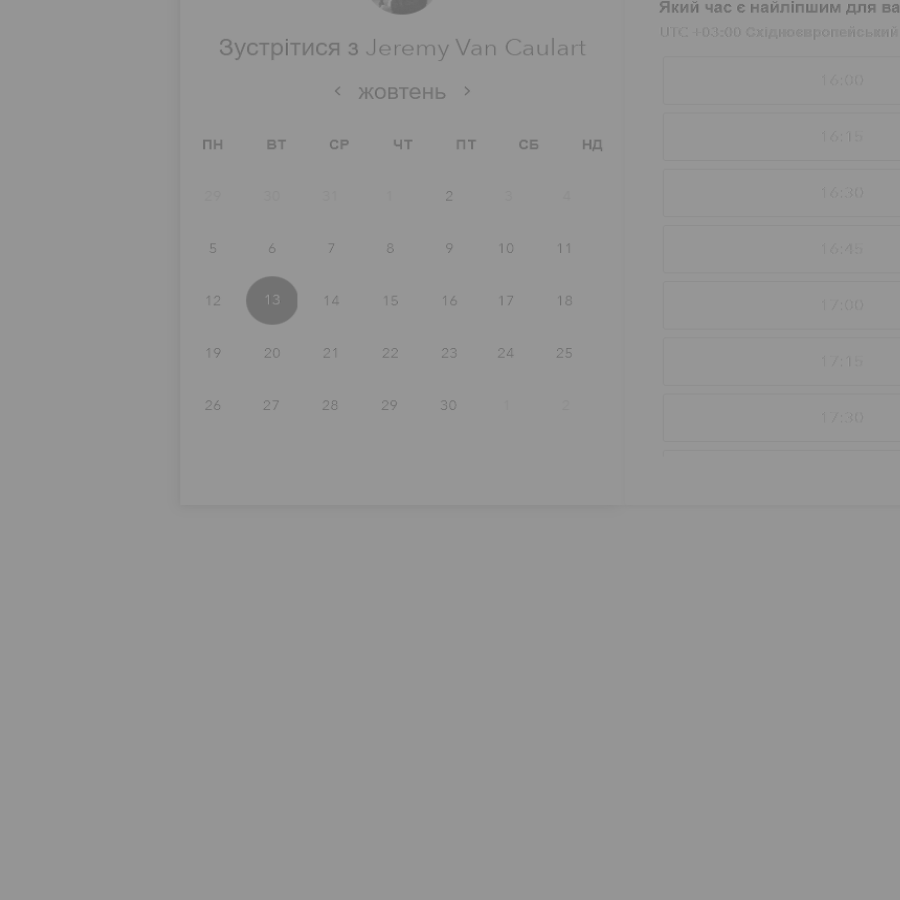 Зустрітися з Jeremy Van Caulart
жовтень
ПН ВТ СР ЧТ ПТ СБ НД
29 30 31 1 2 3 4
5 6 7 8 9 10 11
12 13 14 15 16 17 18
19 20 21 22 23 24 25
26 27 28 29 30 1 2
Який час є найліпшим для ва
UTC +03:00 Східноєвропейський
16:00
16:15
16:30
16:45
17:00
17:15
17:30